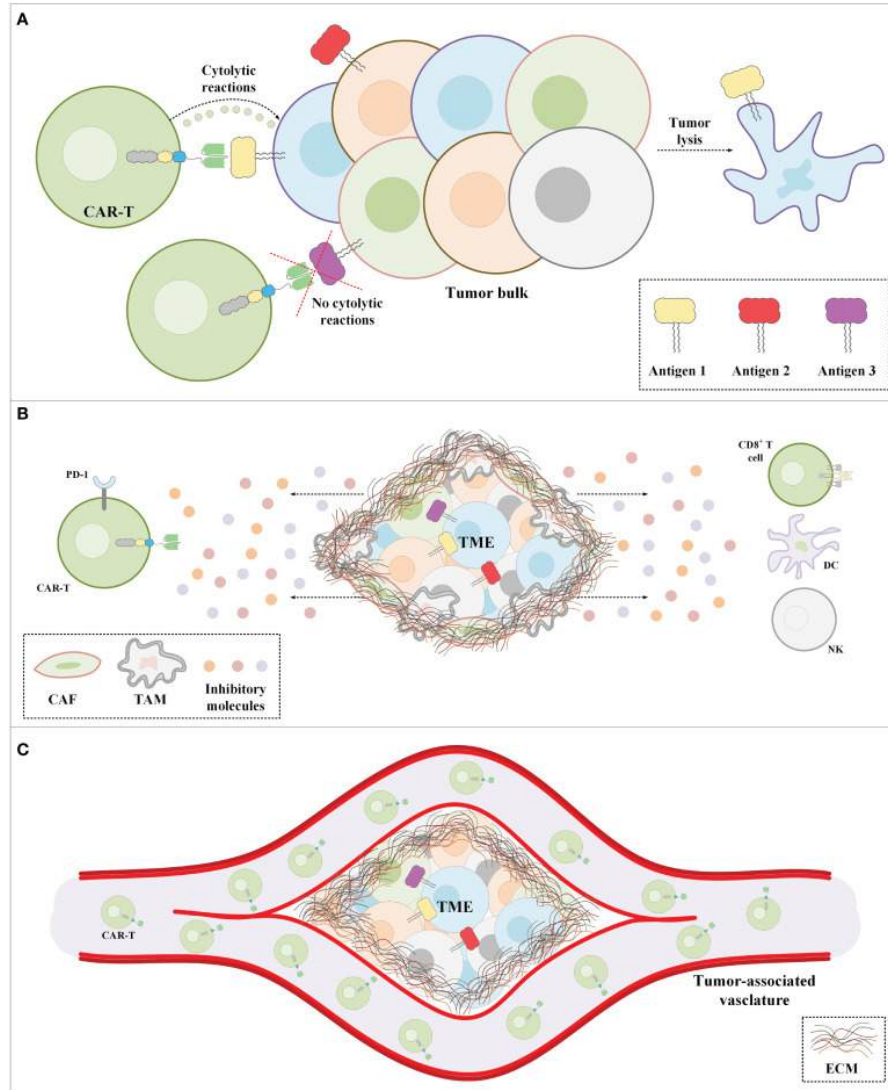 A
Cytolytic
reactions
CAR-T
No cytolytic
reactions
Tumor bulk
Tumor
lysis
Antigen 1
Antigen 2
Antigen 3
B
PD-1
CAR-T
TME
CD8+ T
cell
DC
NK
CAF
TAM
Inhibitory
molecules
C
CAR-T
TME
Tumor-associated
vasclature
ECM